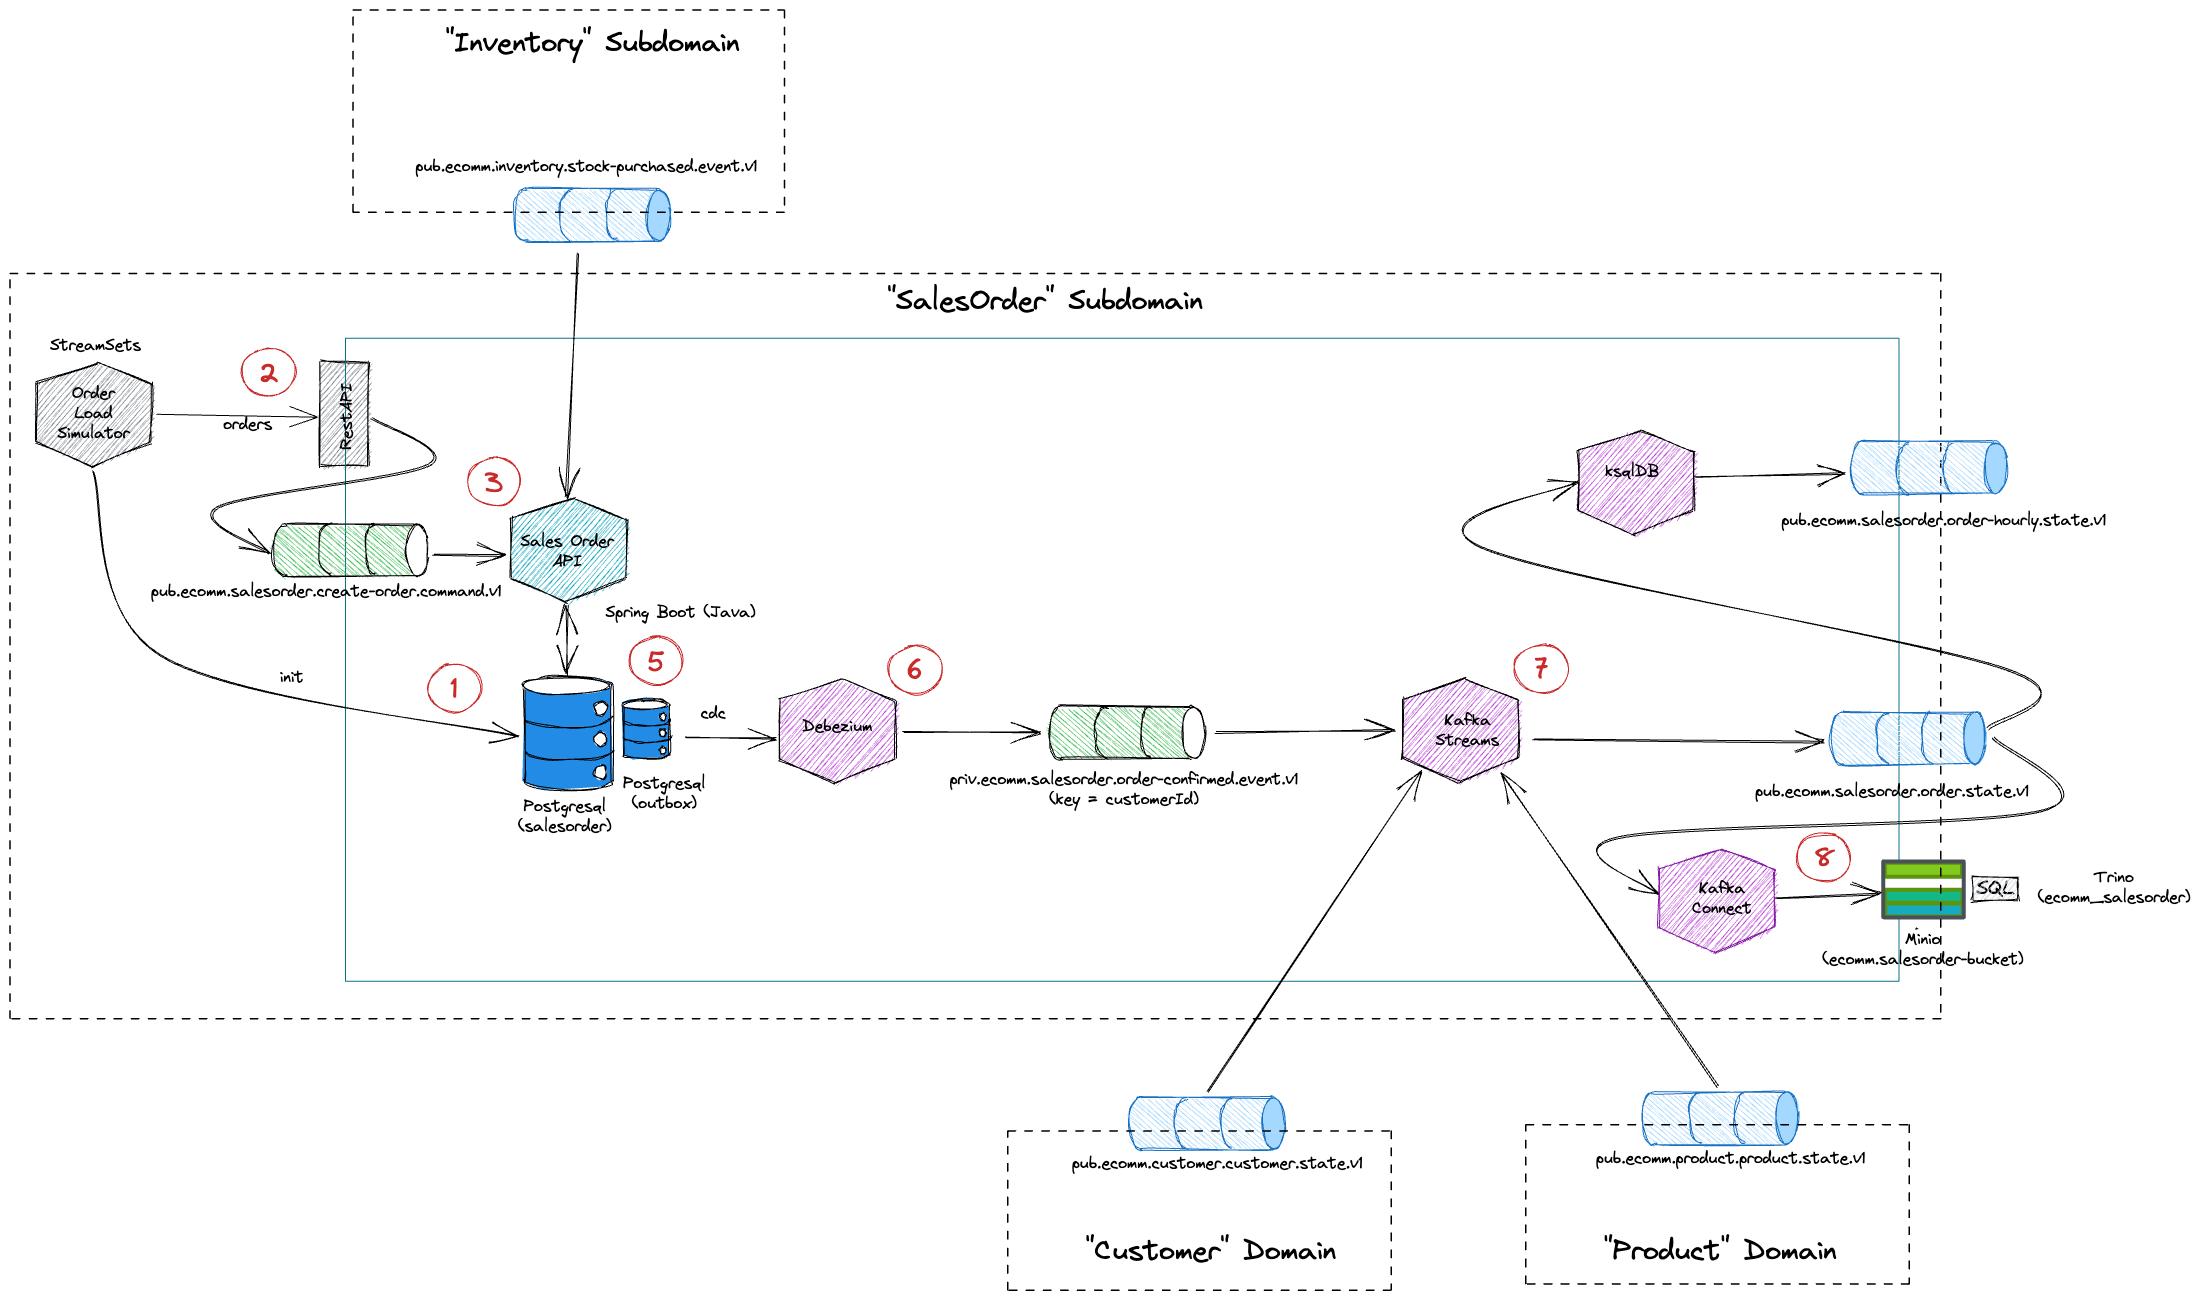 "Inventory" Subdomain
pub.ecomm.inventory.stock-purchased.event.v1
"SalesOrder" Subdomain
StreamSets
Order
Load
Simulator
2
orders
RestAPI
3
Sales Order
API
pub.ecomm.salesorder.create-order.command.v1
Spring Boot (Java)
init
1
5
Postgresql
(salesorder)
Postgresql
(outbox)
cdc
Debezium
6
priv.ecomm.salesorder.order-confirmed.event.v1
(key = customerId)
Kafka
Streams
7
ksqlDB
pub.ecomm.salesorder.order-hourly.state.v1
pub.ecomm.salesorder.order.state.v1
Kafka
Connect
8
SQL
Trino
(ecomm_salesorder)
Minio
(ecomm.salesorder-bucket)
pub.ecomm.customer.customer.state.v1
"Customer" Domain
pub.ecomm.product.product.state.v1
"Product" Domain